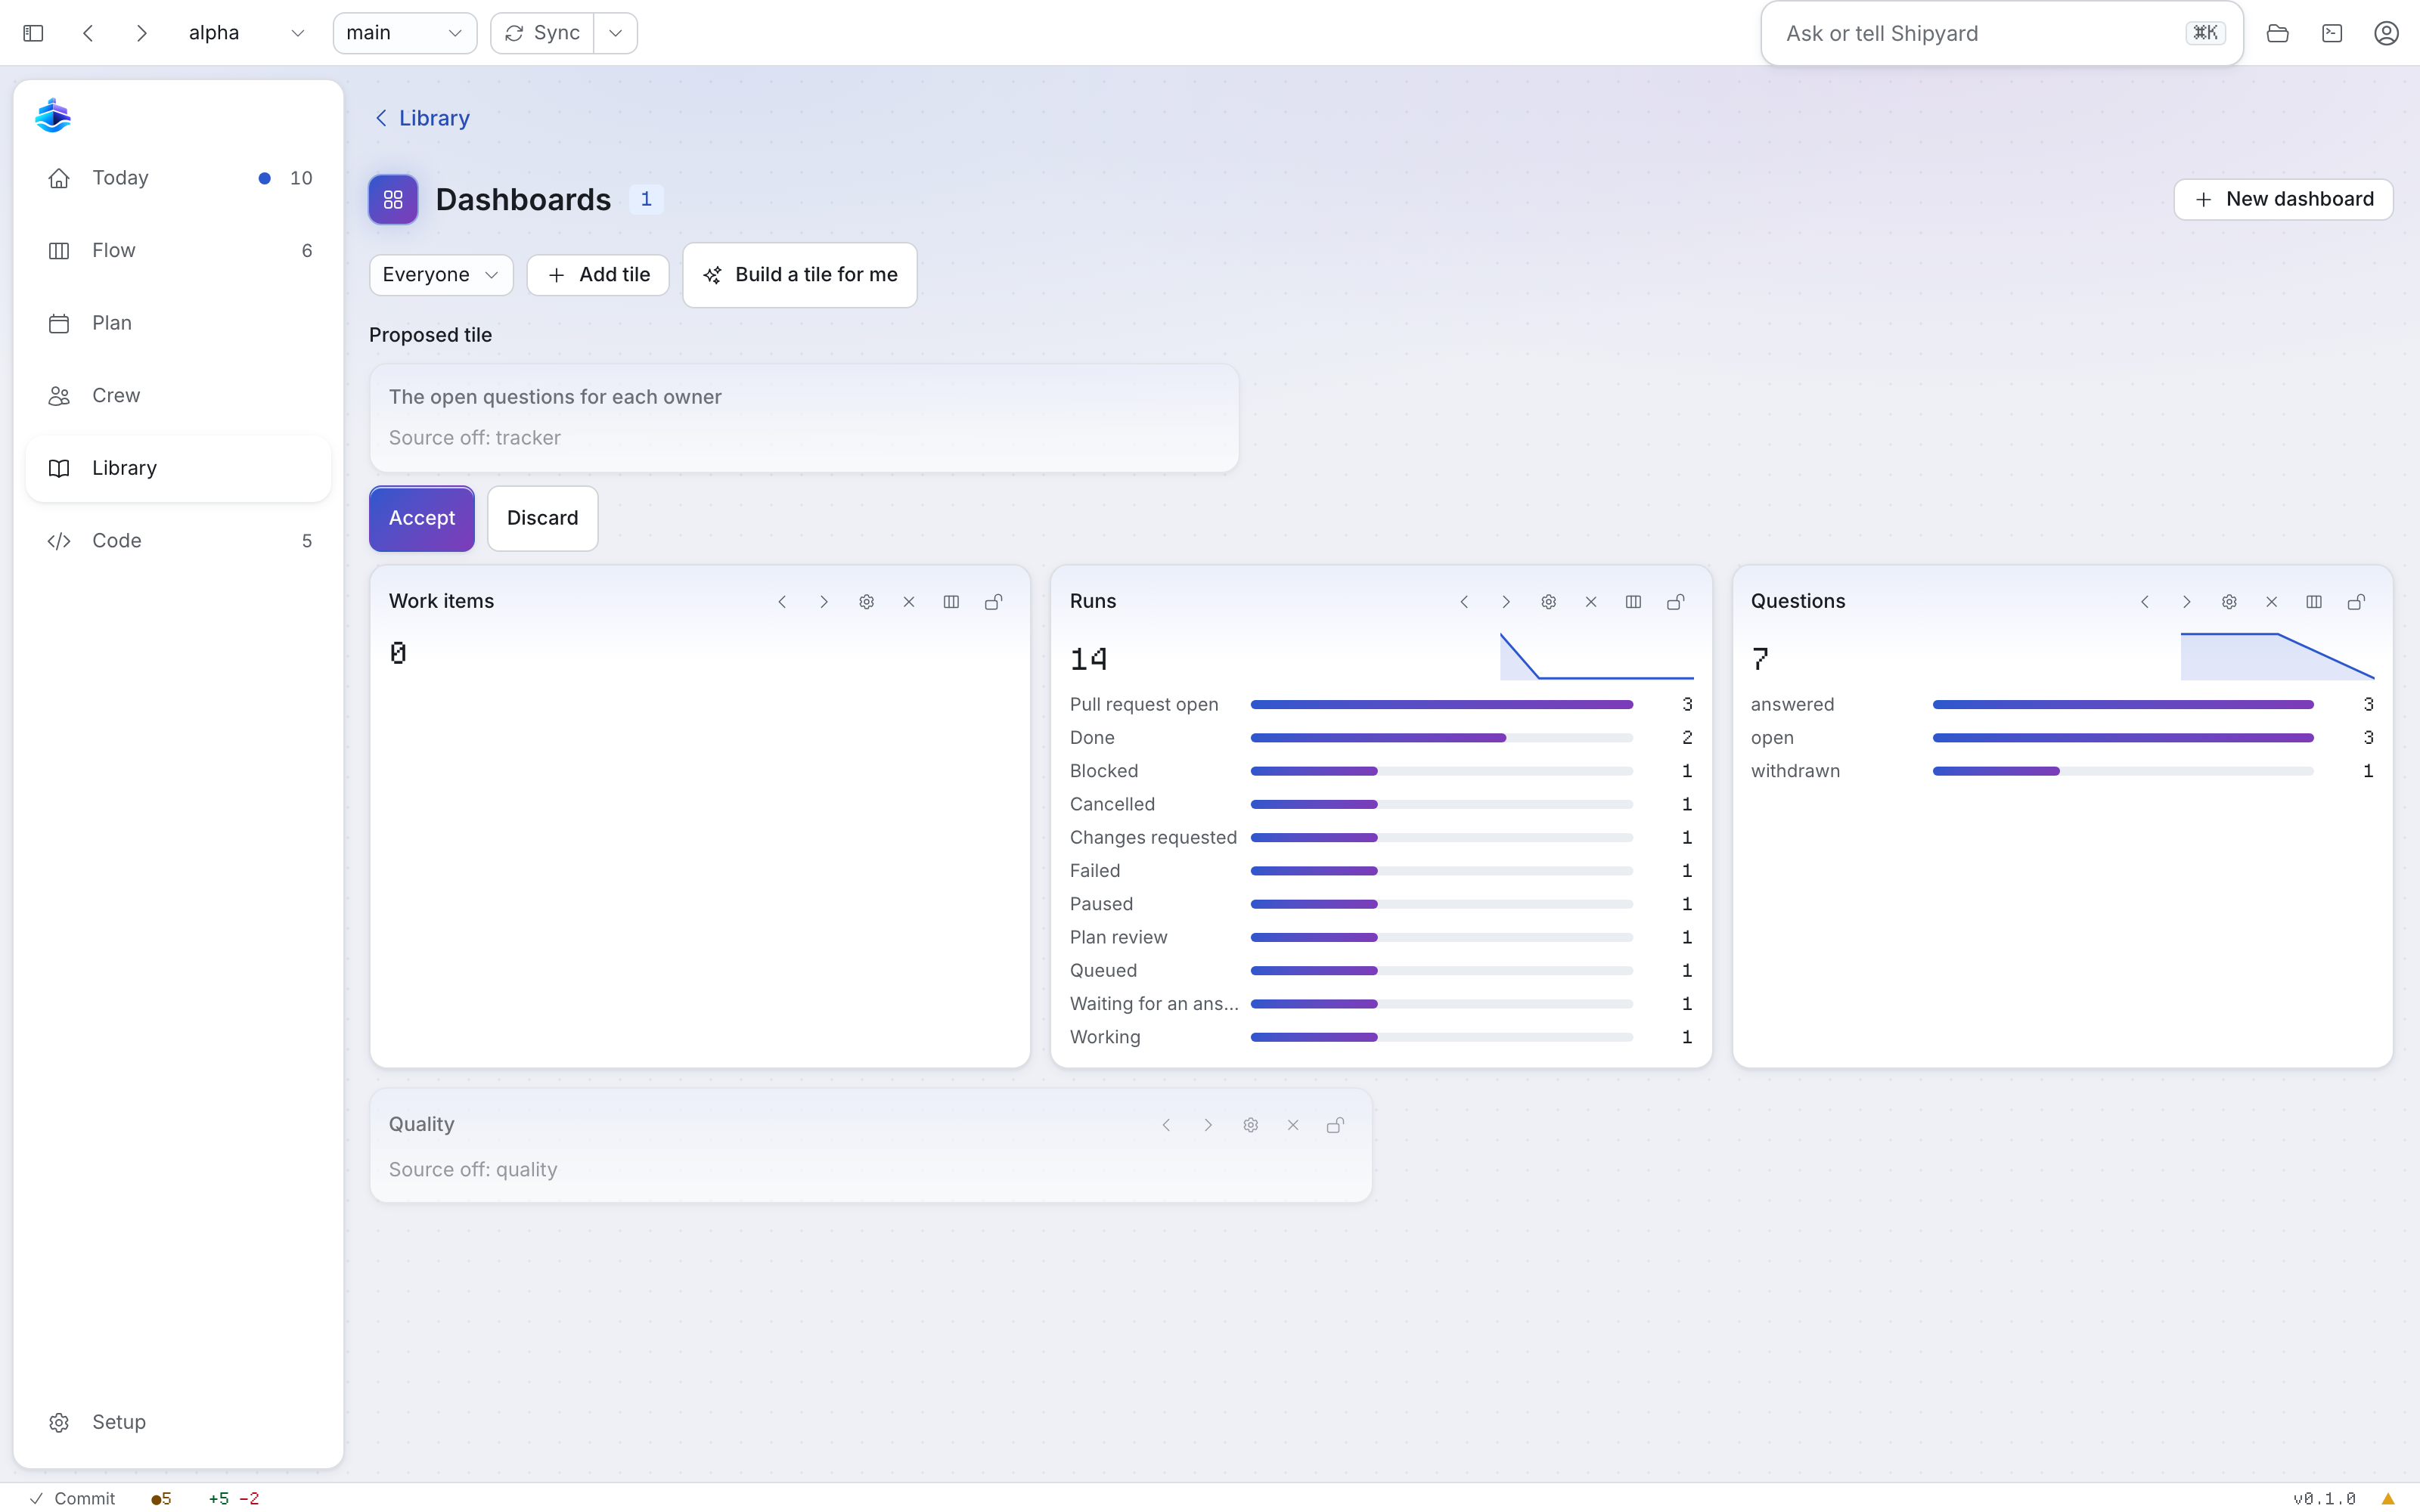 alpha
main
Sync
Ask or tell Shipyard
⌘K
Today 10
Flow 6
Plan
Crew
Library
Code 5
Setup
Library
Dashboards 1
New dashboard
Everyone
Add tile
Build a tile for me
Proposed tile
The open questions for each owner
Source off: tracker
Accept
Discard
Work items
0
Runs
14
Pull request open 3
Done 2
Blocked 1
Cancelled 1
Changes requested 1
Failed 1
Paused 1
Plan review 1
Queued 1
Waiting for an ans... 1
Working 1
Questions
7
answered 3
open 3
withdrawn 1
Quality
Source off: quality
Commit 5 +5 -2
v0.1.0